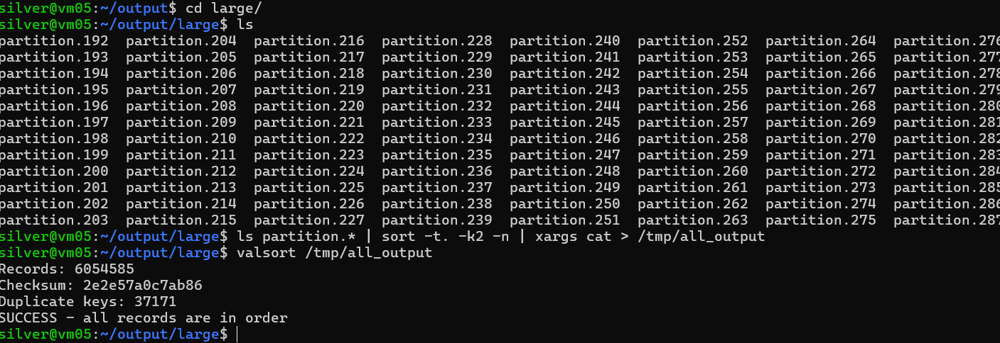 silver@vm05:~/output$ cd large/
silver@vm05:~/output/large$ ls
partition.192  partition.204  partition.216  partition.228  partition.240  partition.252  partition.264  partition.276
partition.193  partition.205  partition.217  partition.229  partition.241  partition.253  partition.265  partition.277
partition.194  partition.206  partition.218  partition.230  partition.242  partition.254  partition.266  partition.278
partition.195  partition.207  partition.219  partition.231  partition.243  partition.255  partition.267  partition.279
partition.196  partition.208  partition.220  partition.232  partition.244  partition.256  partition.268  partition.280
partition.197  partition.209  partition.221  partition.233  partition.245  partition.257  partition.269  partition.281
partition.198  partition.210  partition.222  partition.234  partition.246  partition.258  partition.270  partition.282
partition.199  partition.211  partition.223  partition.235  partition.247  partition.259  partition.271  partition.283
partition.200  partition.212  partition.224  partition.236  partition.248  partition.260  partition.272  partition.284
partition.201  partition.213  partition.225  partition.237  partition.249  partition.261  partition.273  partition.285
partition.202  partition.214  partition.226  partition.238  partition.250  partition.262  partition.274  partition.286
partition.203  partition.215  partition.227  partition.239  partition.251  partition.263  partition.275  partition.287
silver@vm05:~/output/large$ ls partition.* | sort -t. -k2 -n | xargs cat > /tmp/all_output
silver@vm05:~/output/large$ valsort /tmp/all_output
Records: 6054585
Checksum: 2e2e57a0c7ab86
Duplicate keys: 37171
SUCCESS - all records are in order
silver@vm05:~/output/large$